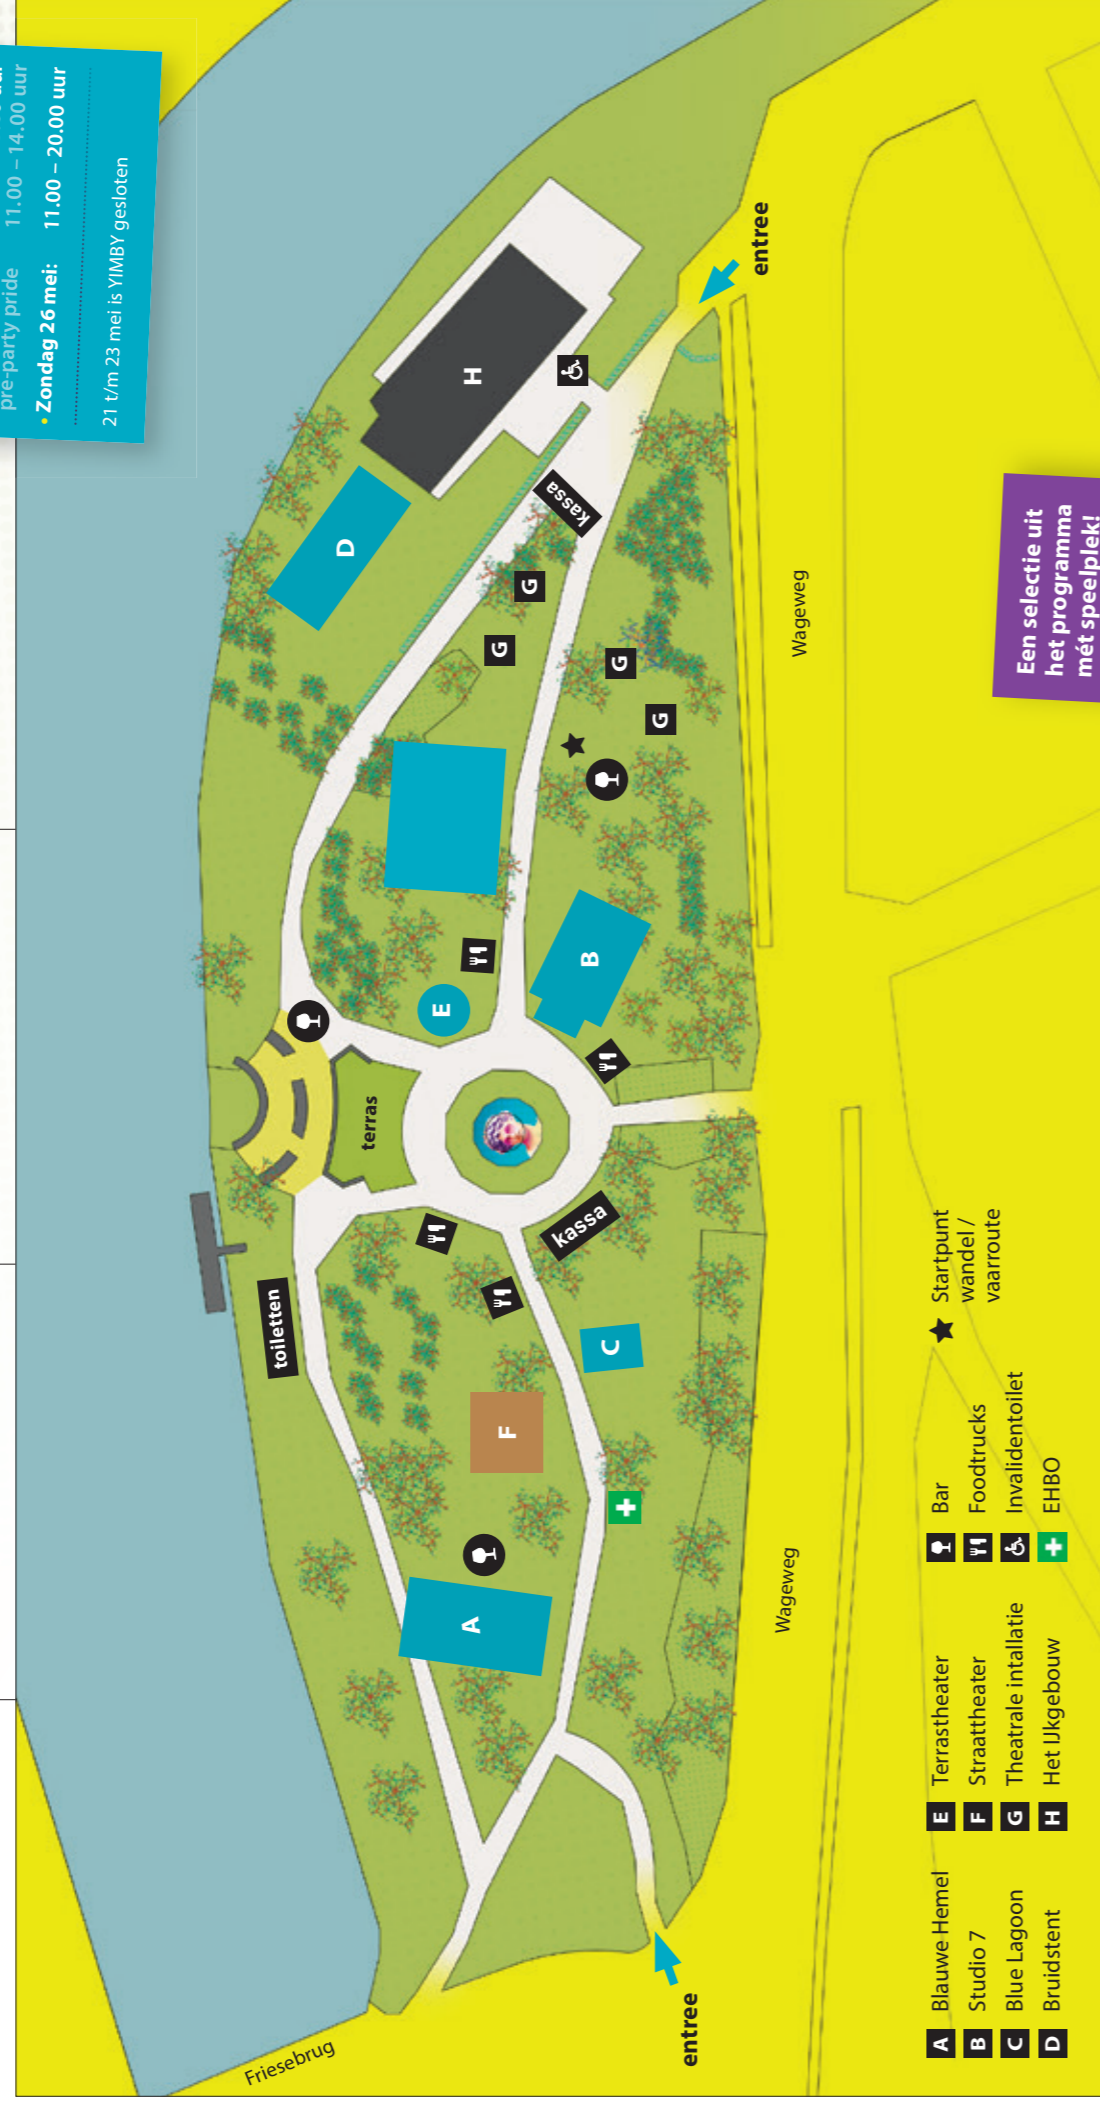 pre-party pride 11.00 – 14.00 uur
• Zondag 26 mei: 11.00 – 20.00 uur
21 t/m 23 mei is YIMBY gesloten
Friesebrug
toiletten
terras
A
F
E
D
H
kassa
G
G
G
G
B
C
kassa
entree
entree
Wageweg
Wageweg
Een selectie uit
het programma
mét speelplek!
A Blauwe Hemel
B Studio 7
C Blue Lagoon
D Bruidstent
E Terrastheater
F Straattheater
G Theatrale intallatie
H Het IJkgebouw
Bar
Foodtrucks
Invalidentoilet
EHBO
Startpunt
wandel /
vaarroute